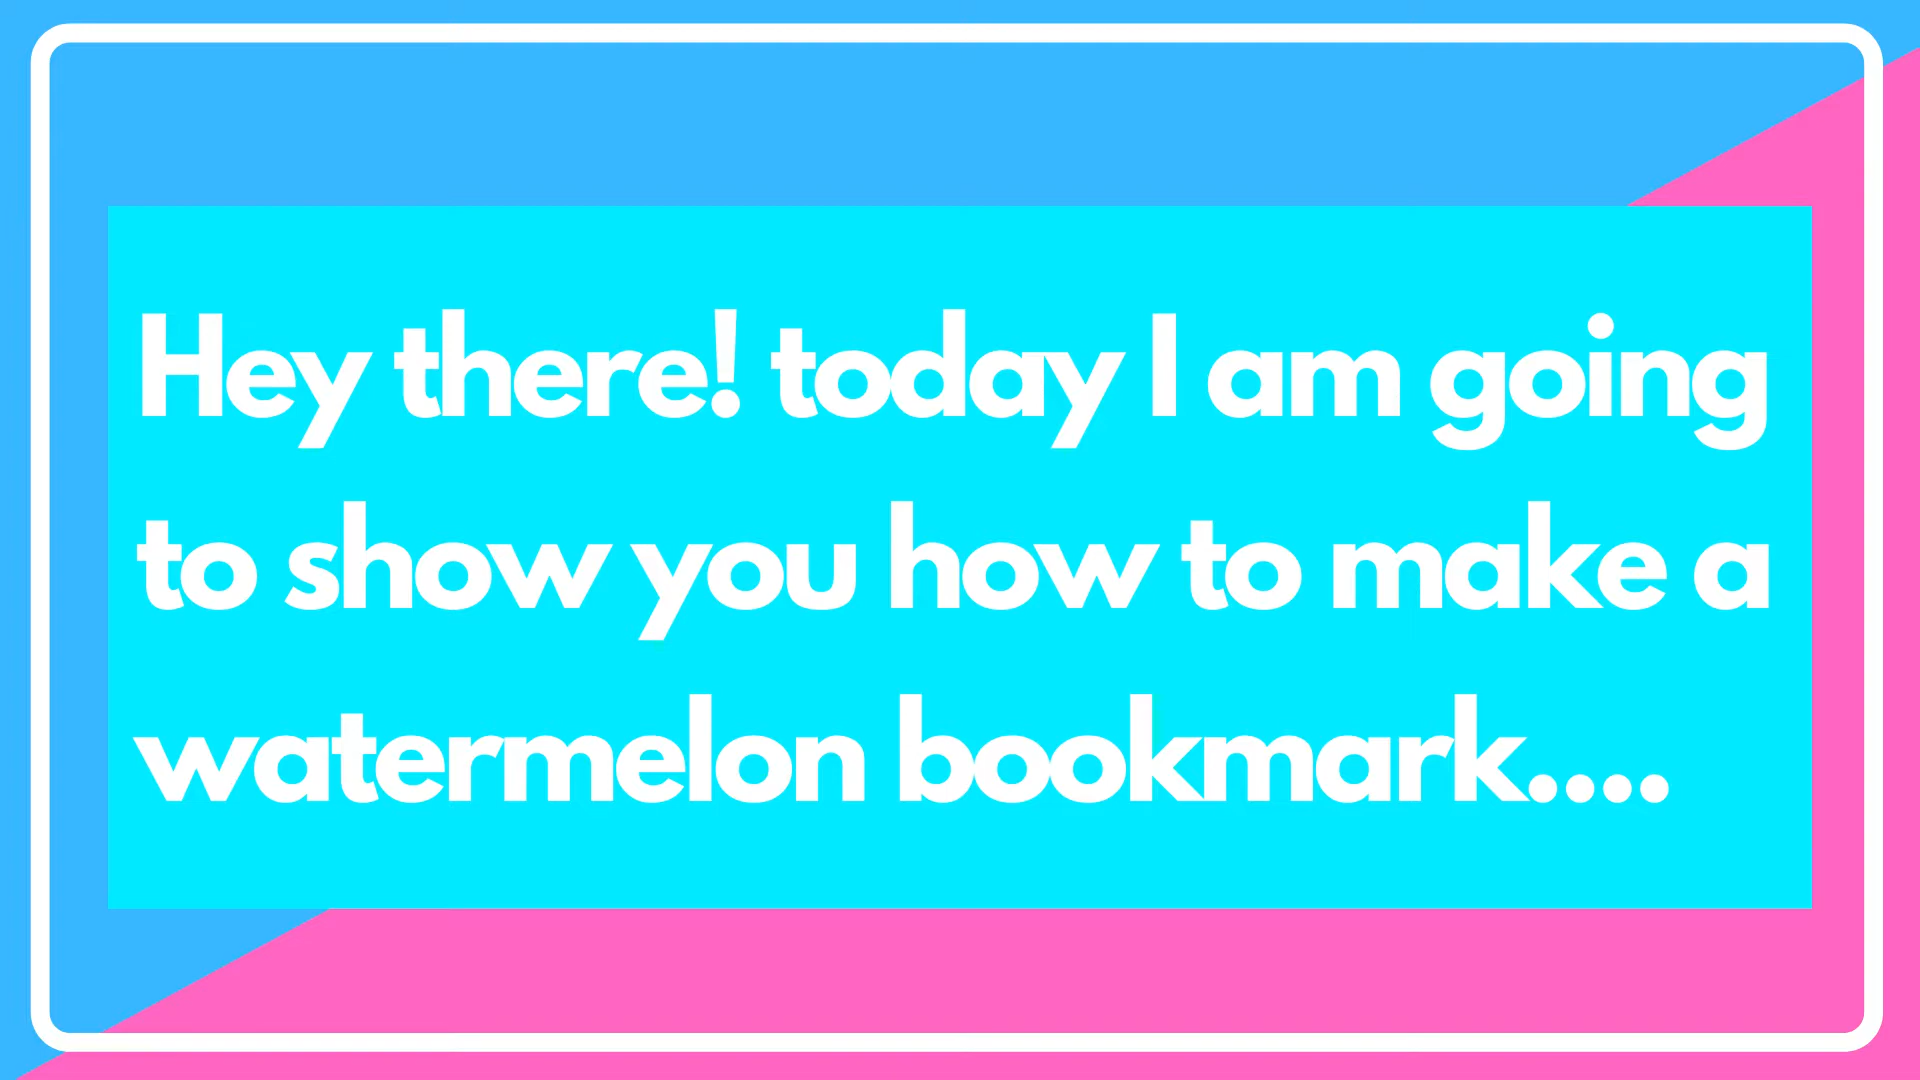 Hey there! today I am going
to show you how to make a
watermelon bookmark....